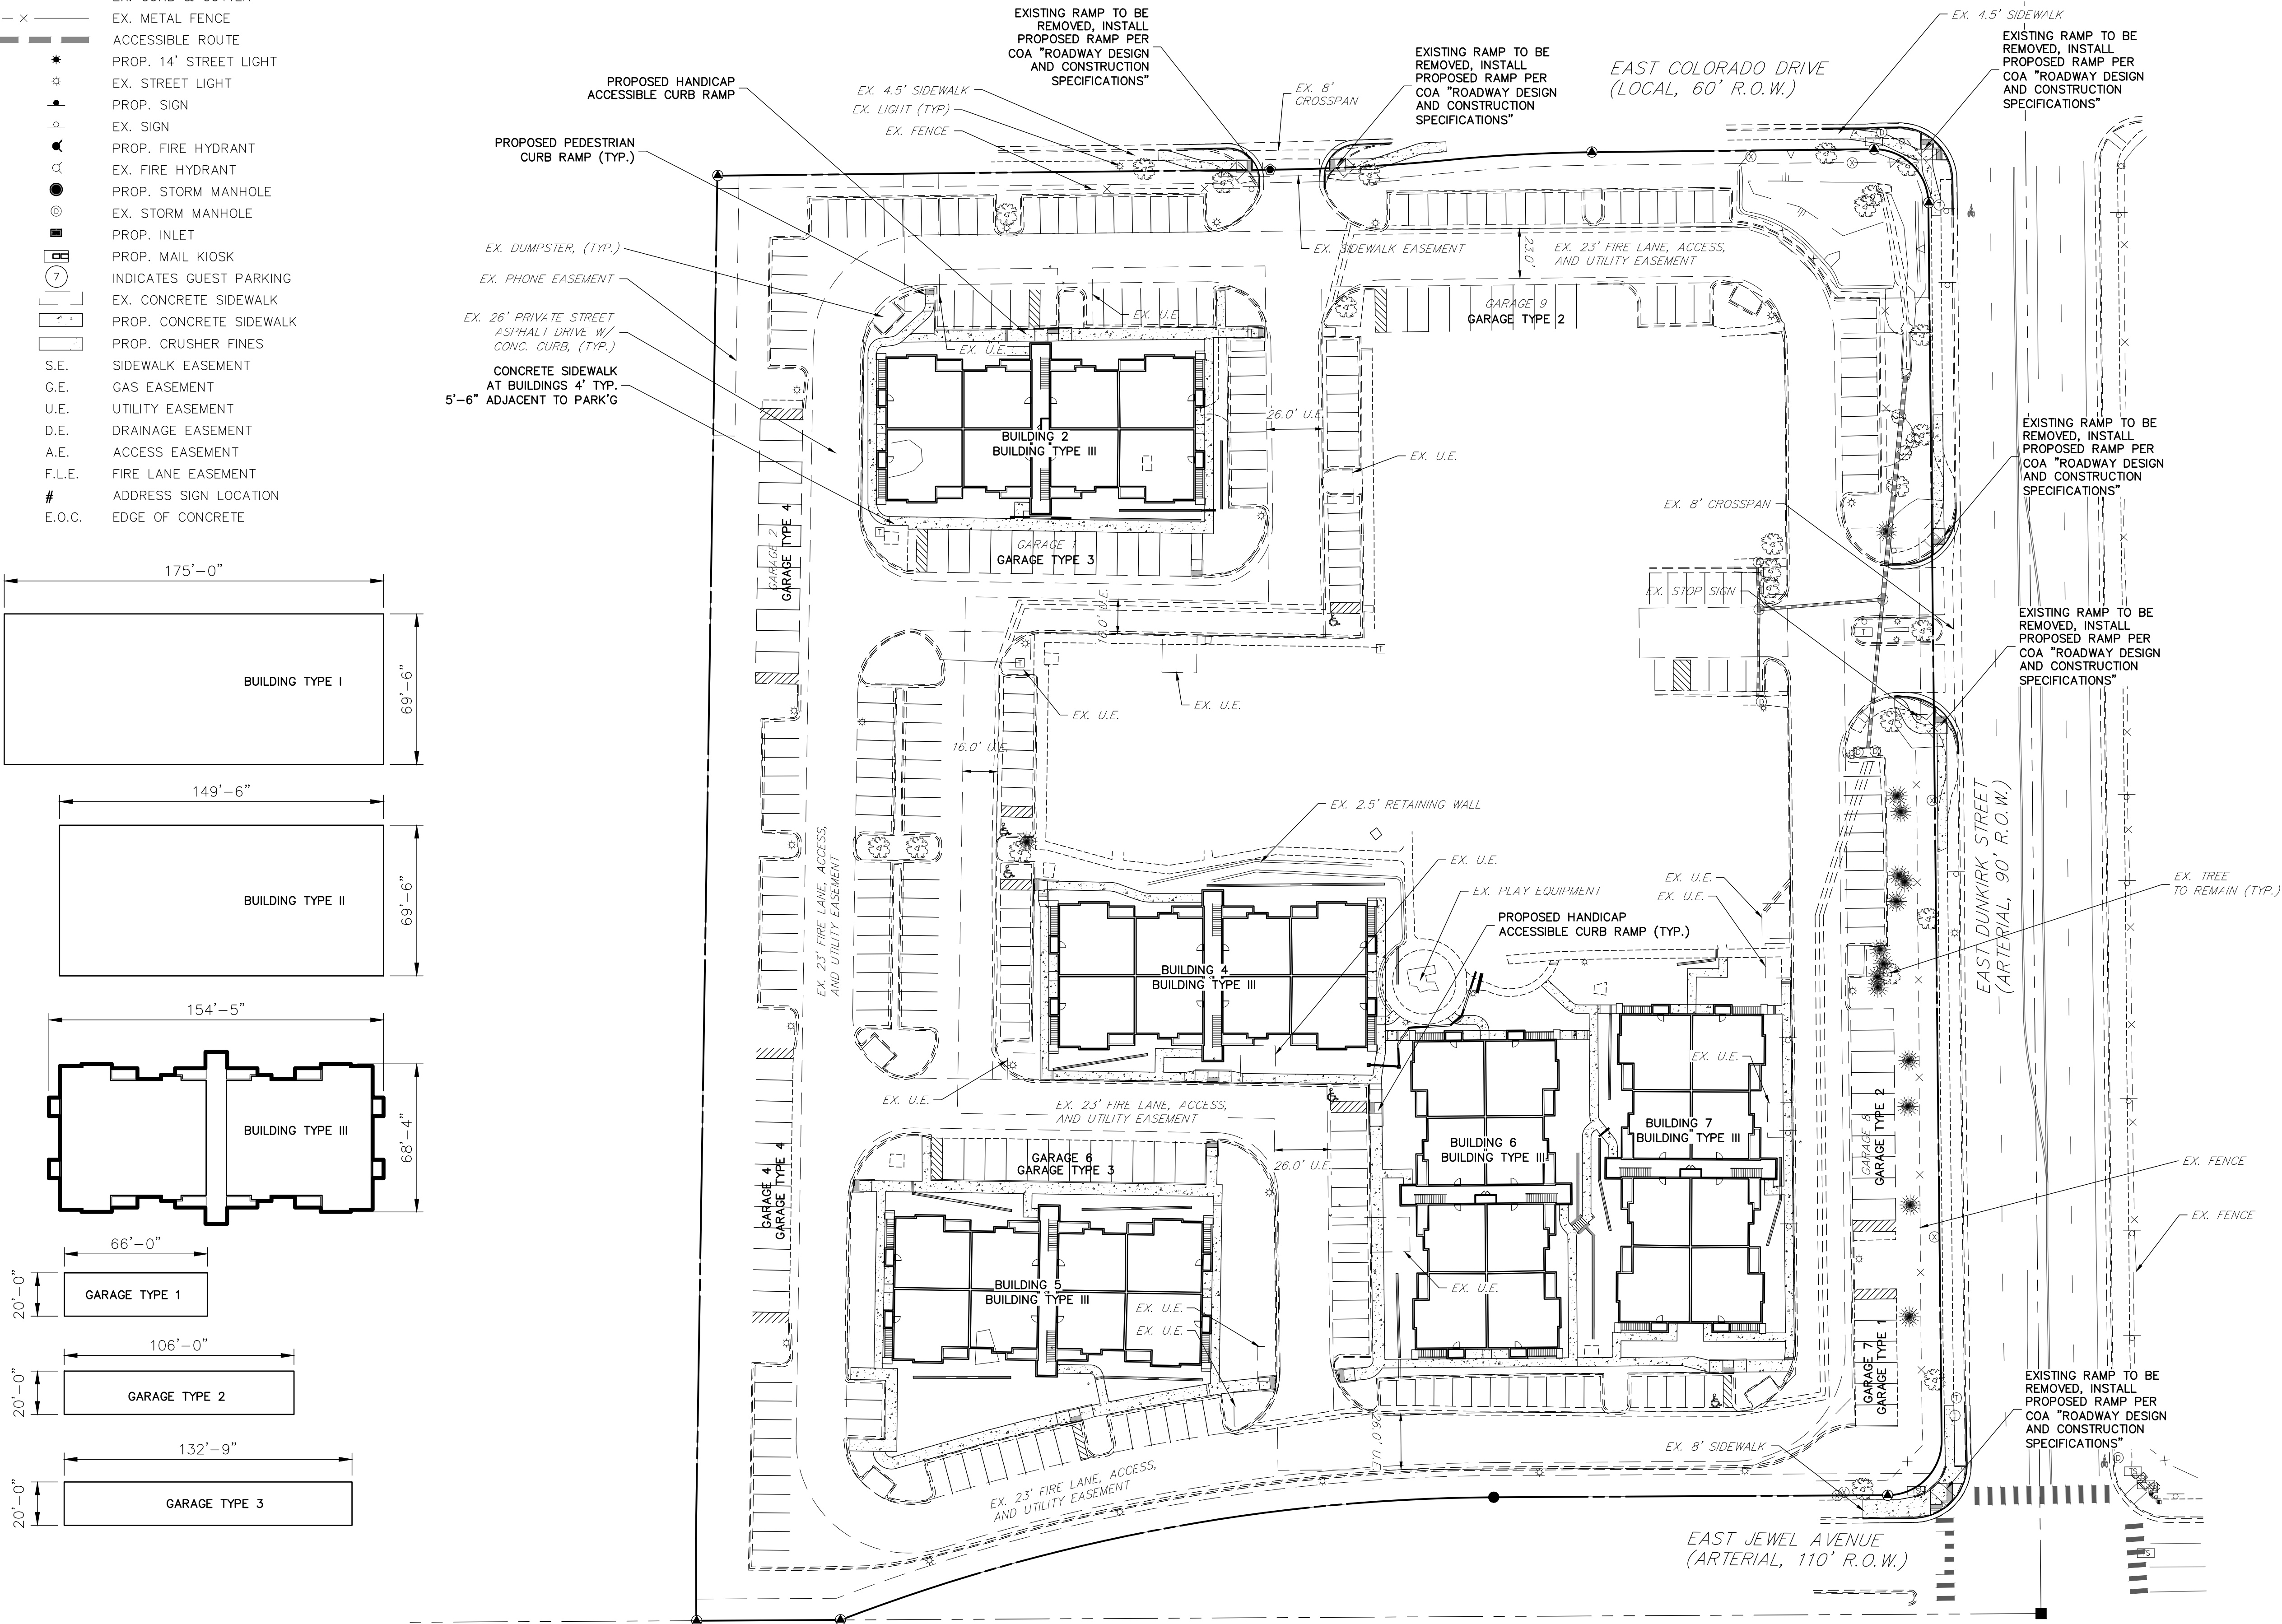 EX. METAL FENCE
ACCESSIBLE ROUTE
PROP. 14' STREET LIGHT
EX. STREET LIGHT
PROP. SIGN
EX. SIGN
PROP. FIRE HYDRANT
EX. FIRE HYDRANT
PROP. STORM MANHOLE
D EX. STORM MANHOLE
PROP. INLET
PROP. MAIL KIOSK
7 INDICATES GUEST PARKING
EX. CONCRETE SIDEWALK
PROP. CONCRETE SIDEWALK
PROP. CRUSHER FINES
S.E. SIDEWALK EASEMENT
G.E. GAS EASEMENT
U.E. UTILITY EASEMENT
D.E. DRAINAGE EASEMENT
A.E. ACCESS EASEMENT
F.L.E. FIRE LANE EASEMENT
# ADDRESS SIGN LOCATION
E.O.C. EDGE OF CONCRETE
175'-0"
BUILDING TYPE I
69'-6"
149'-6"
BUILDING TYPE II
69'-6"
154'-5"
BUILDING TYPE III
68'-4"
66'-0"
20'-0"
GARAGE TYPE 1
106'-0"
20'-0"
GARAGE TYPE 2
132'-9"
20'-0"
GARAGE TYPE 3
EXISTING RAMP TO BE
REMOVED, INSTALL
PROPOSED RAMP PER
COA "ROADWAY DESIGN
AND CONSTRUCTION
SPECIFICATIONS"
PROPOSED HANDICAP
ACCESSIBLE CURB RAMP
EX. 4.5' SIDEWALK
EX. LIGHT (TYP)
EX. FENCE
PROPOSED PEDESTRIAN
CURB RAMP (TYP.)
EX. 8'
CROSSPAN
EXISTING RAMP TO BE
REMOVED, INSTALL
PROPOSED RAMP PER
COA "ROADWAY DESIGN
AND CONSTRUCTION
SPECIFICATIONS"
EAST COLORADO DRIVE
(LOCAL, 60' R.O.W.)
EX. 4.5' SIDEWALK
EXISTING RAMP TO BE
REMOVED, INSTALL
PROPOSED RAMP PER
COA "ROADWAY DESIGN
AND CONSTRUCTION
SPECIFICATIONS"
EX. DUMPSTER, (TYP.)
EX. PHONE EASEMENT
EX. 26' PRIVATE STREET
ASPHALT DRIVE W/
CONC. CURB, (TYP.)
CONCRETE SIDEWALK
AT BUILDINGS 4' TYP.
5'-6" ADJACENT TO PARK'G
EX. SIDEWALK EASEMENT
23.0'
EX. 23' FIRE LANE, ACCESS,
AND UTILITY EASEMENT
GARAGE 9
GARAGE TYPE 2
EX. U.E.
EX. U.E.
BUILDING 2
BUILDING TYPE III
26.0' U.E.
EX. U.E.
GARAGE 2
GARAGE TYPE 4
GARAGE 1
GARAGE TYPE 3
16.0' U.E.
EX. U.E.
EX. U.E.
16.0' U.E.
EX. 8' CROSSPAN
EX. STOP SIGN
EXISTING RAMP TO BE
REMOVED, INSTALL
PROPOSED RAMP PER
COA "ROADWAY DESIGN
AND CONSTRUCTION
SPECIFICATIONS"
EXISTING RAMP TO BE
REMOVED, INSTALL
PROPOSED RAMP PER
COA "ROADWAY DESIGN
AND CONSTRUCTION
SPECIFICATIONS"
EAST DUNKIRK STREET
(ARTERIAL, 90' R.O.W.)
EX. 2.5' RETAINING WALL
EX. U.E.
EX. PLAY EQUIPMENT
PROPOSED HANDICAP
ACCESSIBLE CURB RAMP (TYP.)
EX. U.E.
EX. U.E.
EX. TREE
TO REMAIN (TYP.)
EX. 23' FIRE LANE, ACCESS,
AND UTILITY EASEMENT
BUILDING 4
BUILDING TYPE III
EX. U.E.
EX. U.E.
EX. 23' FIRE LANE, ACCESS,
AND UTILITY EASEMENT
GARAGE 6
GARAGE TYPE 3
26.0' U.E.
GARAGE 4
GARAGE TYPE 4
BUILDING 6
BUILDING TYPE III
BUILDING 7
BUILDING TYPE III
GARAGE 8
GARAGE TYPE 2
EX. FENCE
EX. FENCE
BUILDING 5
BUILDING TYPE III
EX. U.E.
EX. U.E.
EX. U.E.
GARAGE 7
GARAGE TYPE 1
EXISTING RAMP TO BE
REMOVED, INSTALL
PROPOSED RAMP PER
COA "ROADWAY DESIGN
AND CONSTRUCTION
SPECIFICATIONS"
26.0' U.E.
EX. 8' SIDEWALK
EX. 23' FIRE LANE, ACCESS,
AND UTILITY EASEMENT
EAST JEWEL AVENUE
(ARTERIAL, 110' R.O.W.)